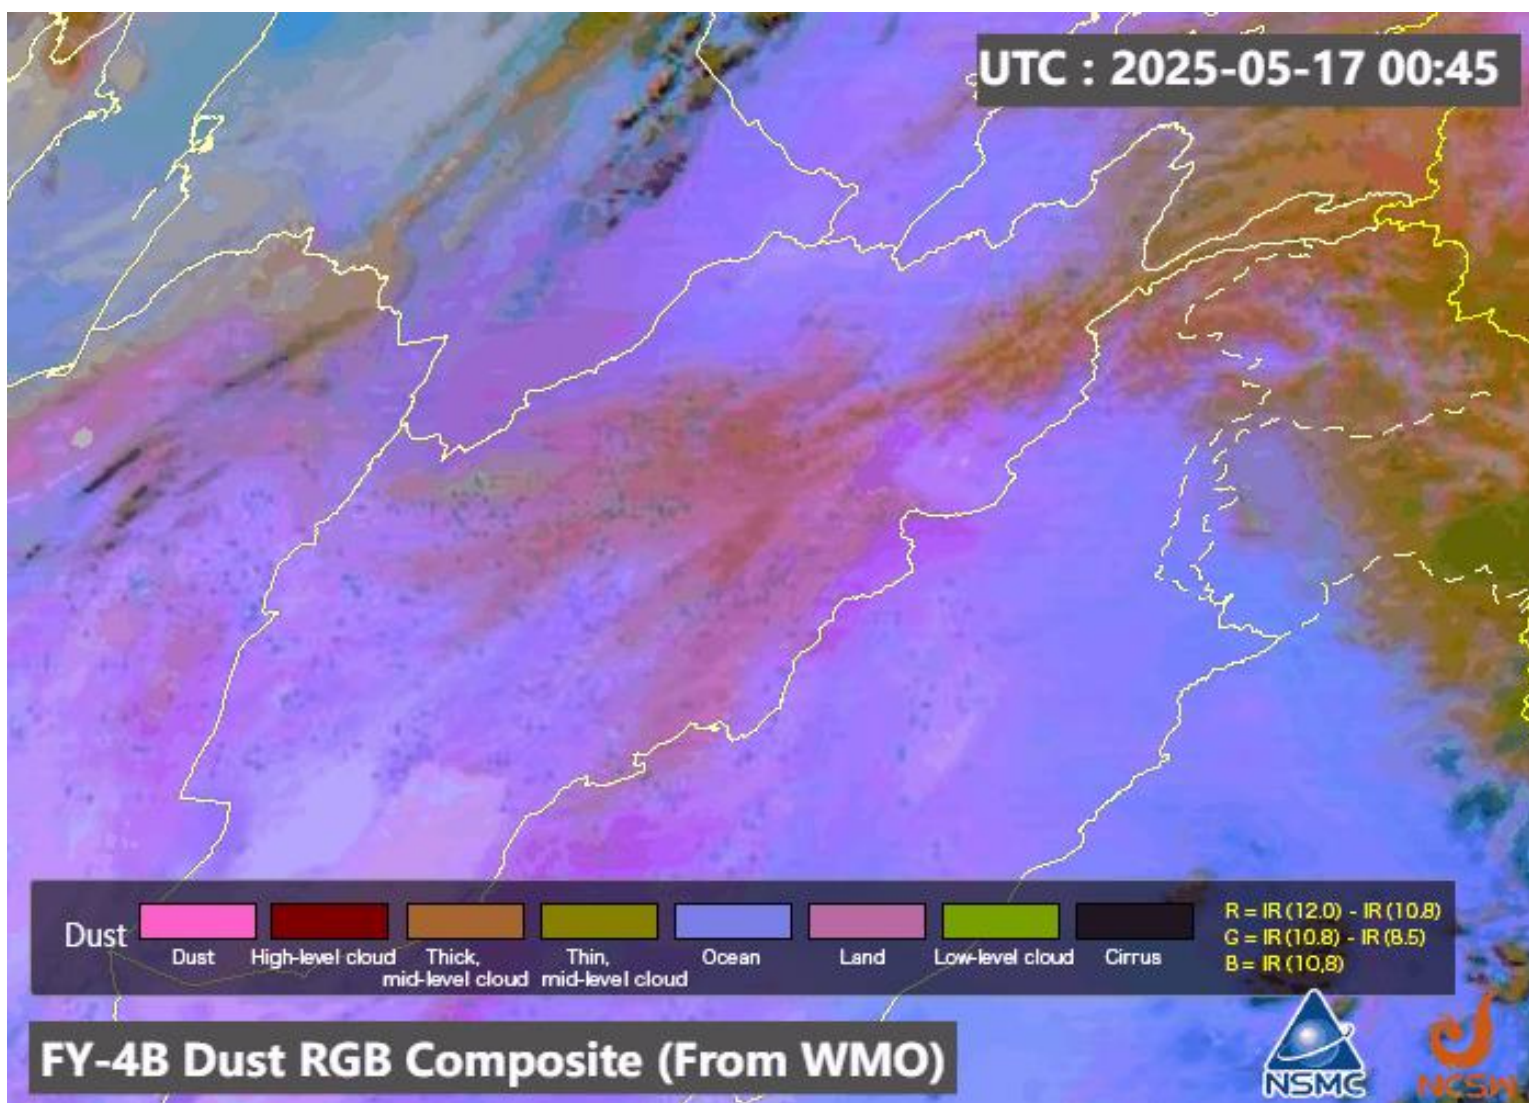 UTC : 2025-05-17 00:45
Dust
Dust
High-level cloud
Thick,
mid-level cloud
Thin,
mid-level cloud
Ocean
Land
Low-level cloud
Cirrus
R = IR (12.0) - IR (10.8)
G = IR (10.8) - IR (8.5)
B = IR (10,8)
FY-4B Dust RGB Composite (From WMO)
NSMC
NCSW